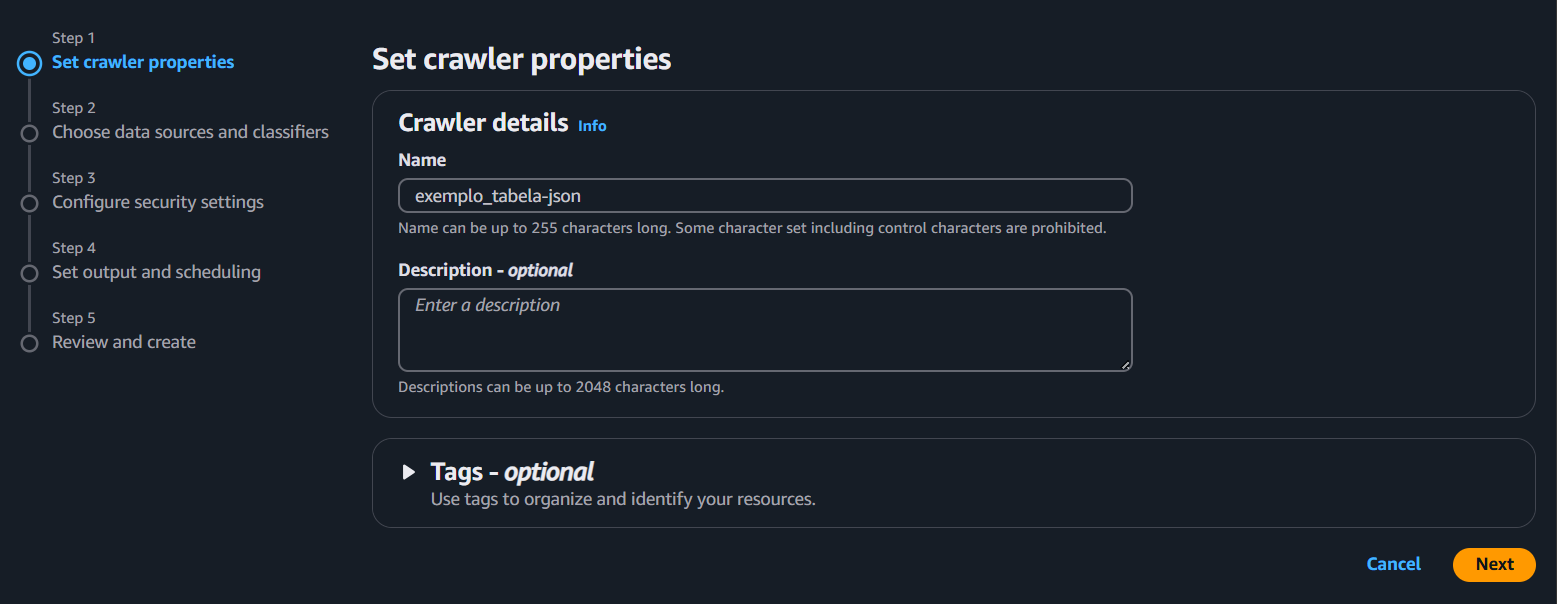 Step 1
Set crawler properties
Step 2
Choose data sources and classifiers
Step 3
Configure security settings
Step 4
Set output and scheduling
Step 5
Review and create
Set crawler properties
Crawler details Info
Name
exemplo_tabela-json
Name can be up to 255 characters long. Some character set including control characters are prohibited.
Description - optional
Enter a description
Descriptions can be up to 2048 characters long.
Tags - optional
Use tags to organize and identify your resources.
Cancel Next